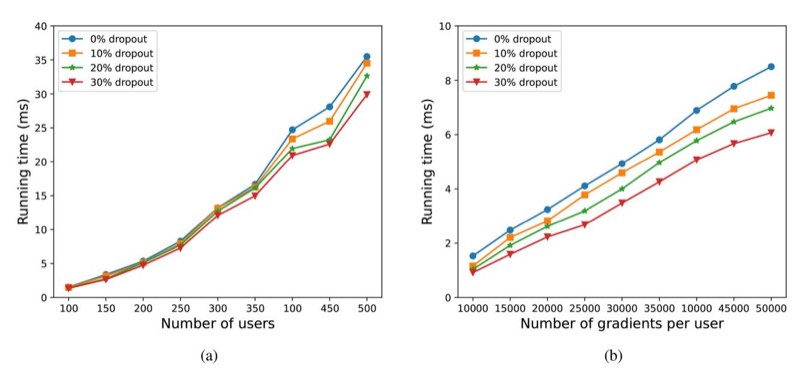 40
35
30
25
20
15
10
5
0
Running time (ms)
0% dropout
10% dropout
20% dropout
30% dropout
100 150 200 250 300 350 100 450 500
Number of users
(a)
10
8
6
4
2
0
Running time (ms)
0% dropout
10% dropout
20% dropout
30% dropout
10000 15000 20000 25000 30000 35000 10000 45000 50000
Number of gradients per user
(b)